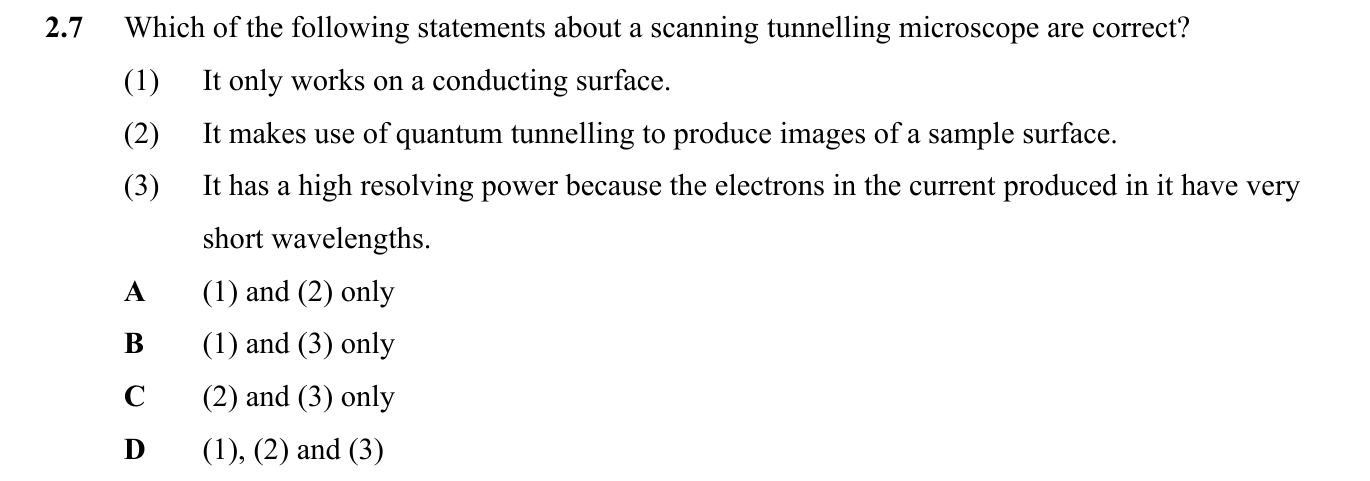 2.7 Which of the following statements about a scanning tunnelling microscope are correct?
(1) It only works on a conducting surface.
(2) It makes use of quantum tunnelling to produce images of a sample surface.
(3) It has a high resolving power because the electrons in the current produced in it have very
short wavelengths.
A (1) and (2) only
B (1) and (3) only
C (2) and (3) only
D (1), (2) and (3)